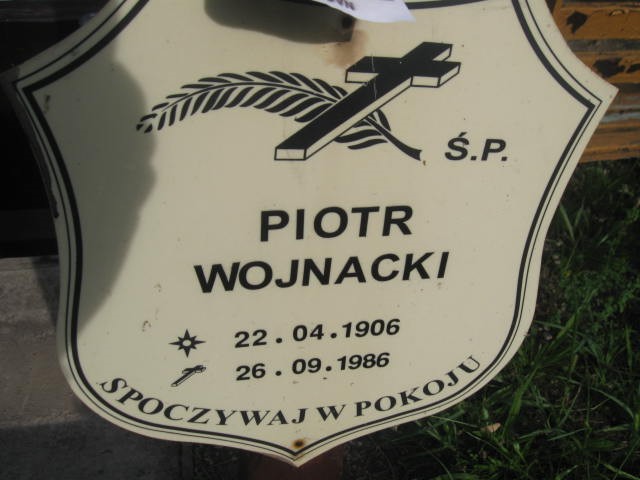 Ś.P.
PIOTR
WOJNACKI
22.04.1906
26.09.1986
SPOCZYWAJ W POKOJU